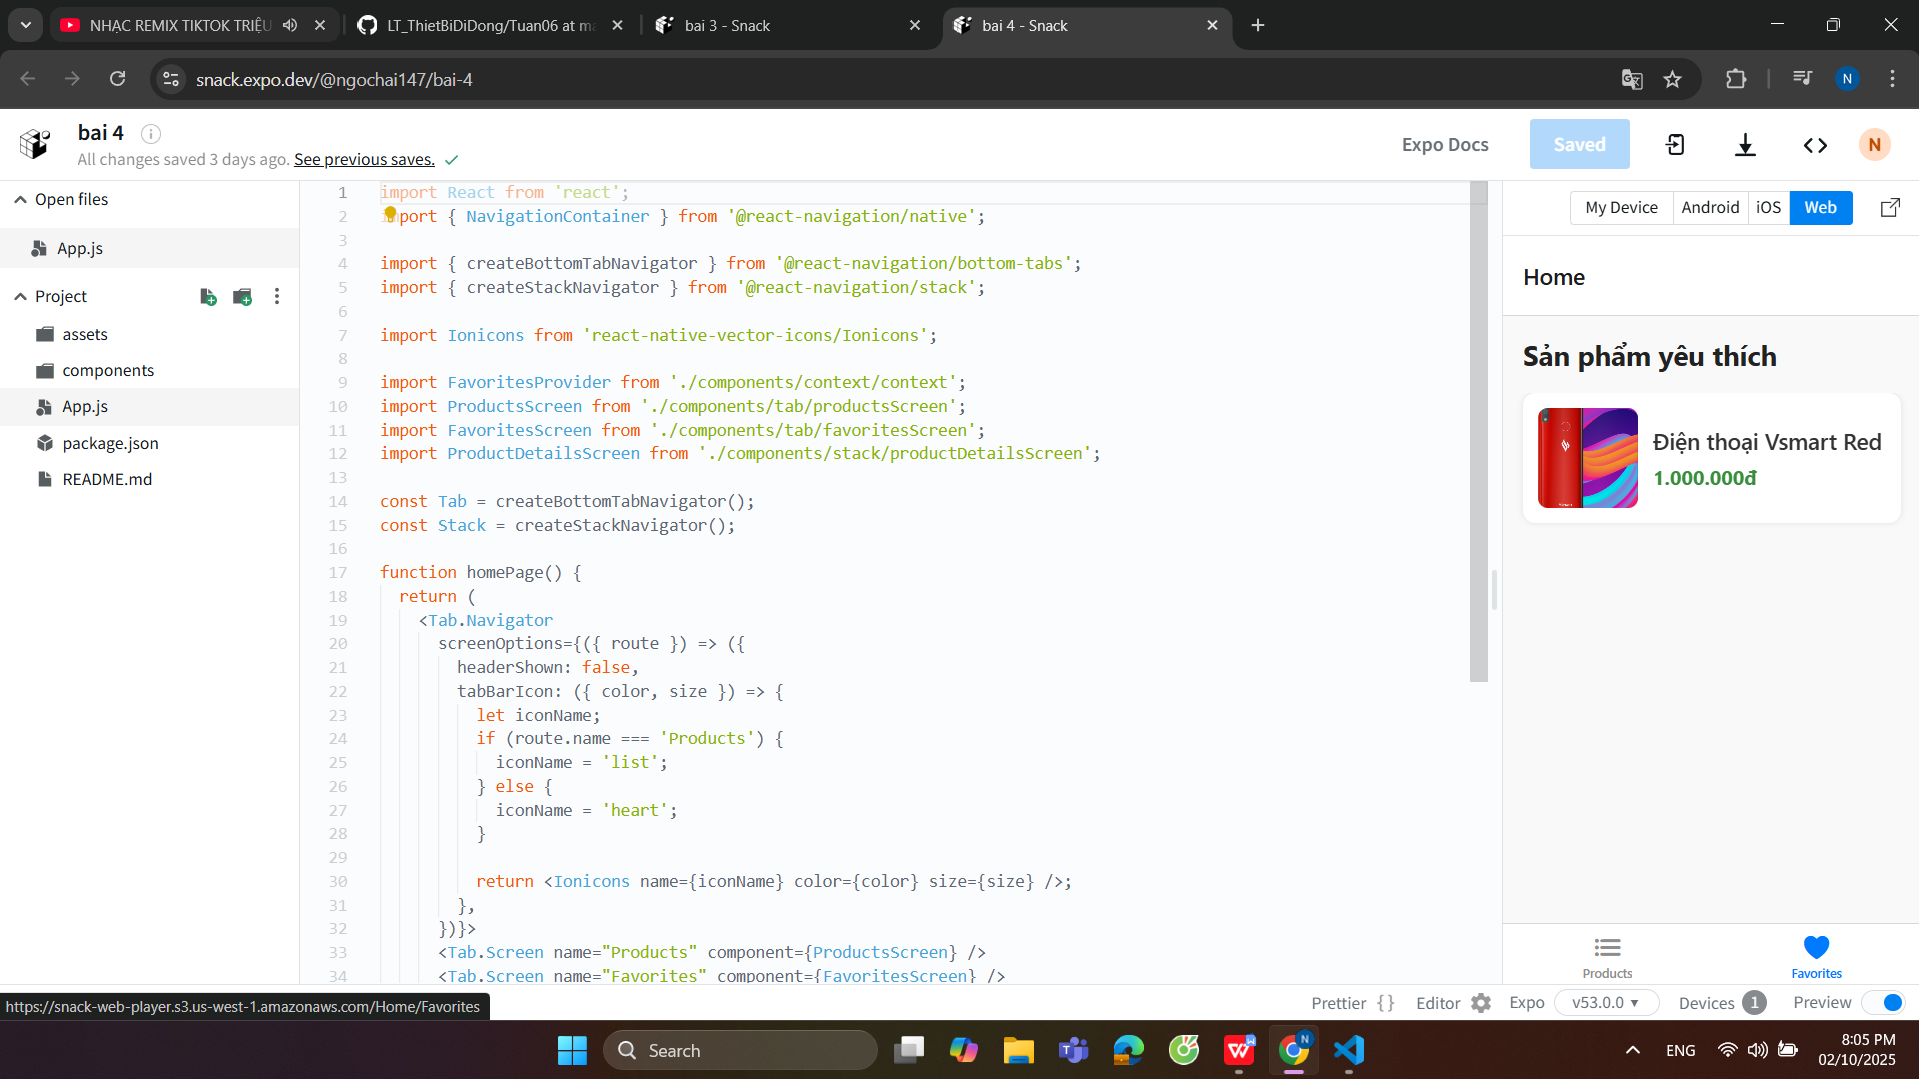 NHẠC REMIX TIKTOK TRIỆU
LT_ThietBiDiDong/Tuan06 at ma
bai 3 - Snack
bai 4 - Snack
snack.expo.dev/@ngochai147/bai-4
N
bai 4
All changes saved 3 days ago. See previous saves.
Expo Docs
Saved
N
Open files
App.js
Project
assets
components
App.js
package.json
README.md
1 import React from 'react';
2 import { NavigationContainer } from '@react-navigation/native';
3
4 import { createBottomTabNavigator } from '@react-navigation/bottom-tabs';
5 import { createStackNavigator } from '@react-navigation/stack';
6
7 import Ionicons from 'react-native-vector-icons/Ionicons';
8
9 import FavoritesProvider from './components/context/context';
10 import ProductsScreen from './components/tab/productsScreen';
11 import FavoritesScreen from './components/tab/favoritesScreen';
12 import ProductDetailsScreen from './components/stack/productDetailsScreen';
13
14 const Tab = createBottomTabNavigator();
15 const Stack = createStackNavigator();
16
17 function homePage() {
18 return (
19 <Tab.Navigator
20 screenOptions={({ route }) => ({
21 headerShown: false,
22 tabBarIcon: ({ color, size }) => {
23 let iconName;
24 if (route.name === 'Products') {
25 iconName = 'list';
26 } else {
27 iconName = 'heart';
28 }
29
30 return <Ionicons name={iconName} color={color} size={size} />;
31 },
32 })}>
33 <Tab.Screen name="Products" component={ProductsScreen} />
34 <Tab.Screen name="Favorites" component={FavoritesScreen} />
My Device Android iOS Web
Home
Sản phẩm yêu thích
Điện thoại Vsmart Red
1.000.000đ
Products
Favorites
https://snack-web-player.s3.us-west-1.amazonaws.com/Home/Favorites
Prettier { } Editor Expo v53.0.0 Devices 1 Preview
Search
N
ENG
8:05 PM
02/10/2025